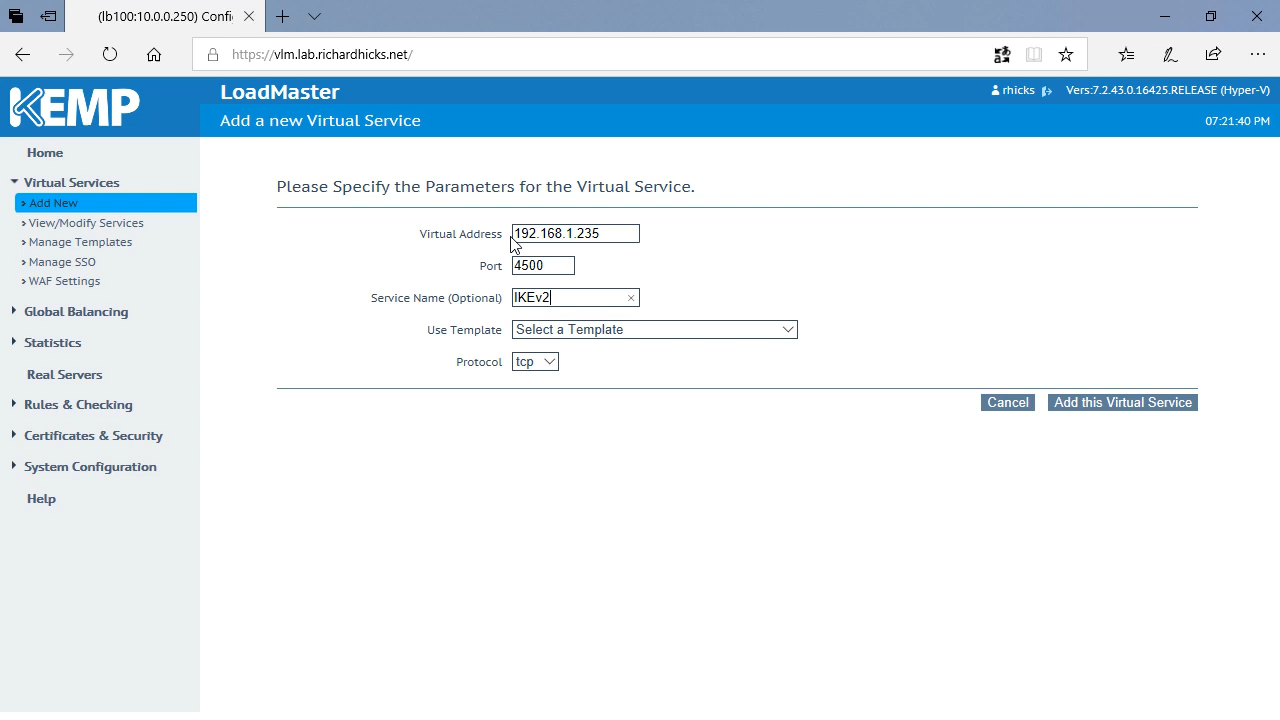 (lb100:10.0.0.250) Confi
https://vlm.lab.richardhicks.net/
KEMP
LoadMaster
rhicks
Vers:7.2.43.0.16425.RELEASE (Hyper-V)
Add a new Virtual Service
07:21:40 PM
Home
Virtual Services
Add New
View/Modify Services
Manage Templates
Manage SSO
WAF Settings
Global Balancing
Statistics
Real Servers
Rules & Checking
Certificates & Security
System Configuration
Help
Please Specify the Parameters for the Virtual Service.
Virtual Address 192.168.1.235
Port 4500
Service Name (Optional) IKEv2
Use Template Select a Template
Protocol tcp
Cancel Add this Virtual Service